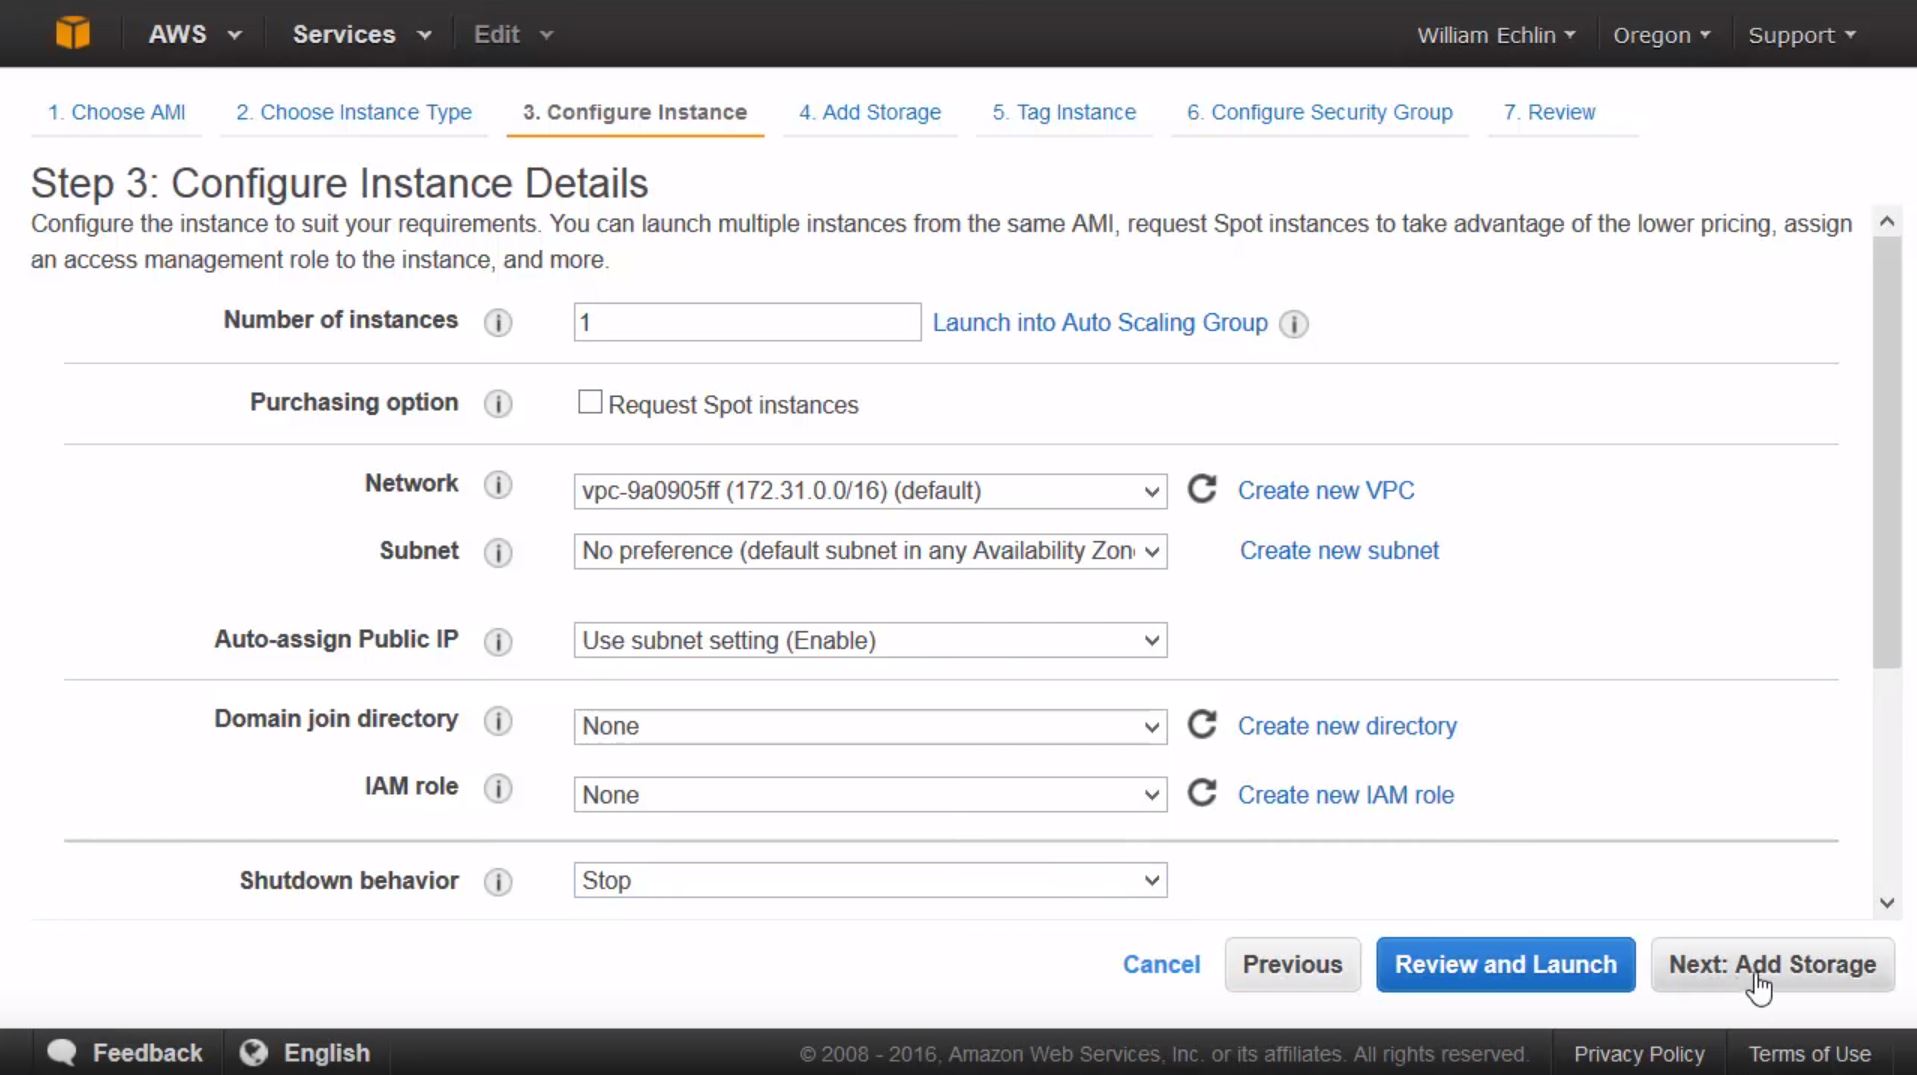 AWS Services Edit William Echlin Oregon Support
1. Choose AMI 2. Choose Instance Type 3. Configure Instance 4. Add Storage 5. Tag Instance 6. Configure Security Group 7. Review
Step 3: Configure Instance Details
Configure the instance to suit your requirements. You can launch multiple instances from the same AMI, request Spot instances to take advantage of the lower pricing, assign
an access management role to the instance, and more.
Number of instances 1 Launch into Auto Scaling Group
Purchasing option Request Spot instances
Network vpc-9a0905ff (172.31.0.0/16) (default) Create new VPC
Subnet No preference (default subnet in any Availability Zon Create new subnet
Auto-assign Public IP Use subnet setting (Enable)
Domain join directory None Create new directory
IAM role None Create new IAM role
Shutdown behavior Stop
Cancel Previous Review and Launch Next: Add Storage
Feedback English © 2008 - 2016, Amazon Web Services, Inc. or its affiliates. All rights reserved. Privacy Policy Terms of Use